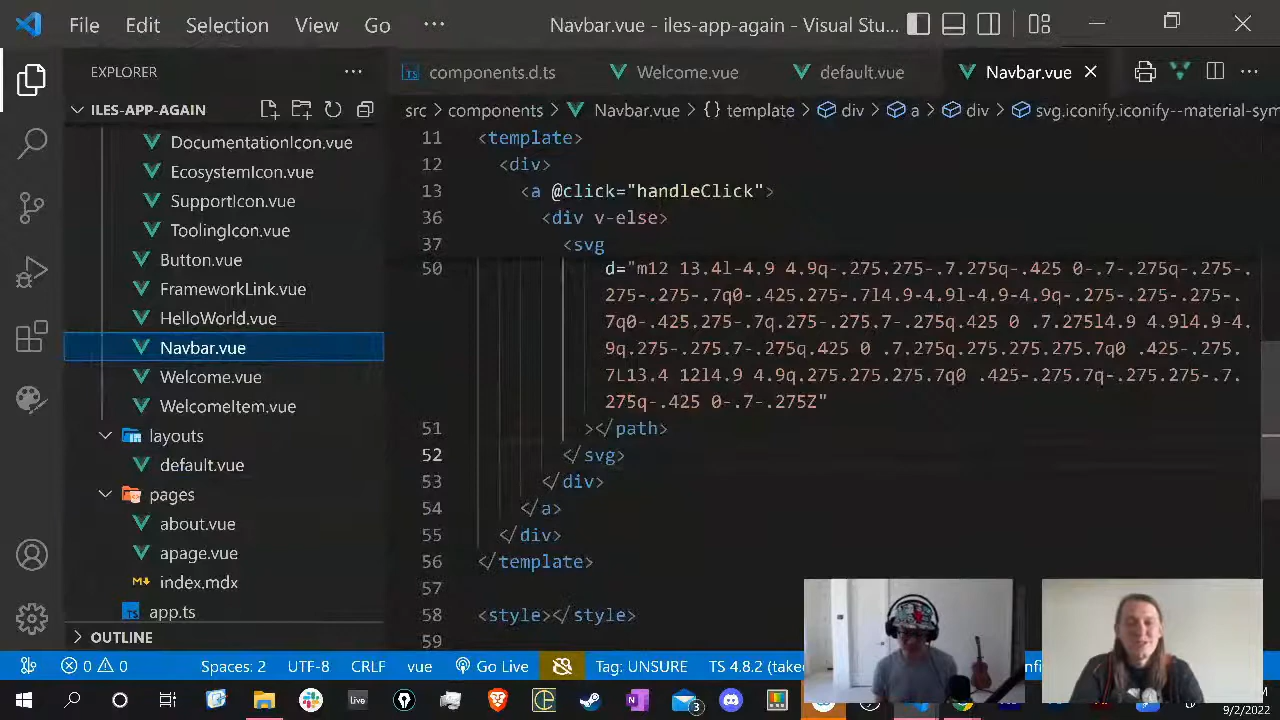 File Edit View Go ··· Navbar.vue - iles-app-again - Visual Stu...
EXPLORER ···
components.d.ts Welcome.vue default.vue Navbar.vue ···
ILES-APP-AGAIN
src > components > Navbar.vue > {} template > div > a > div > svg.iconify.iconify--material-sym
DocumentationIcon.vue
EcosystemIcon.vue
SupportIcon.vue
ToolingIcon.vue
Button.vue
FrameworkLink.vue
HelloWorld.vue
Navbar.vue
Welcome.vue
WelcomeItem.vue
layouts
default.vue
pages
about.vue
apage.vue
index.mdx
TS app.ts
OUTLINE
11 <template>
12 <div>
13 <a @click="handleClick">
36 <div v-else>
37 <svg
50 d="m12 13.4l-4.9 4.9q-.275.275-.7.275q-.425 0-.7-.275q-.275-.
275-.275-.7q0-.425.275-.7l4.9-4.9l-4.9-4.9q-.275-.275-.275-.
7q0-.425.275-.7q.275-.275.7-.275q.425 0 .7.275l4.9 4.9l4.9-4.
9q.275-.275.7-.275q.425 0 .7.275q.275.275.275.7q0 .425-.275.
7L13.4 12l4.9 4.9q.275.275.275.7q0 .425-.275.7q-.275.275-.7.
275q-.425 0-.7-.275Z"
51 ></path>
52 </svg>
53 </div>
54 </a>
55 </div>
56 </template>
57
58 <style></style>
59
0 0 Spaces: 2 UTF-8 CRLF vue Go Live Tag: UNSURE TS 4.8.2 (take
LIVE 3
9/2/2022